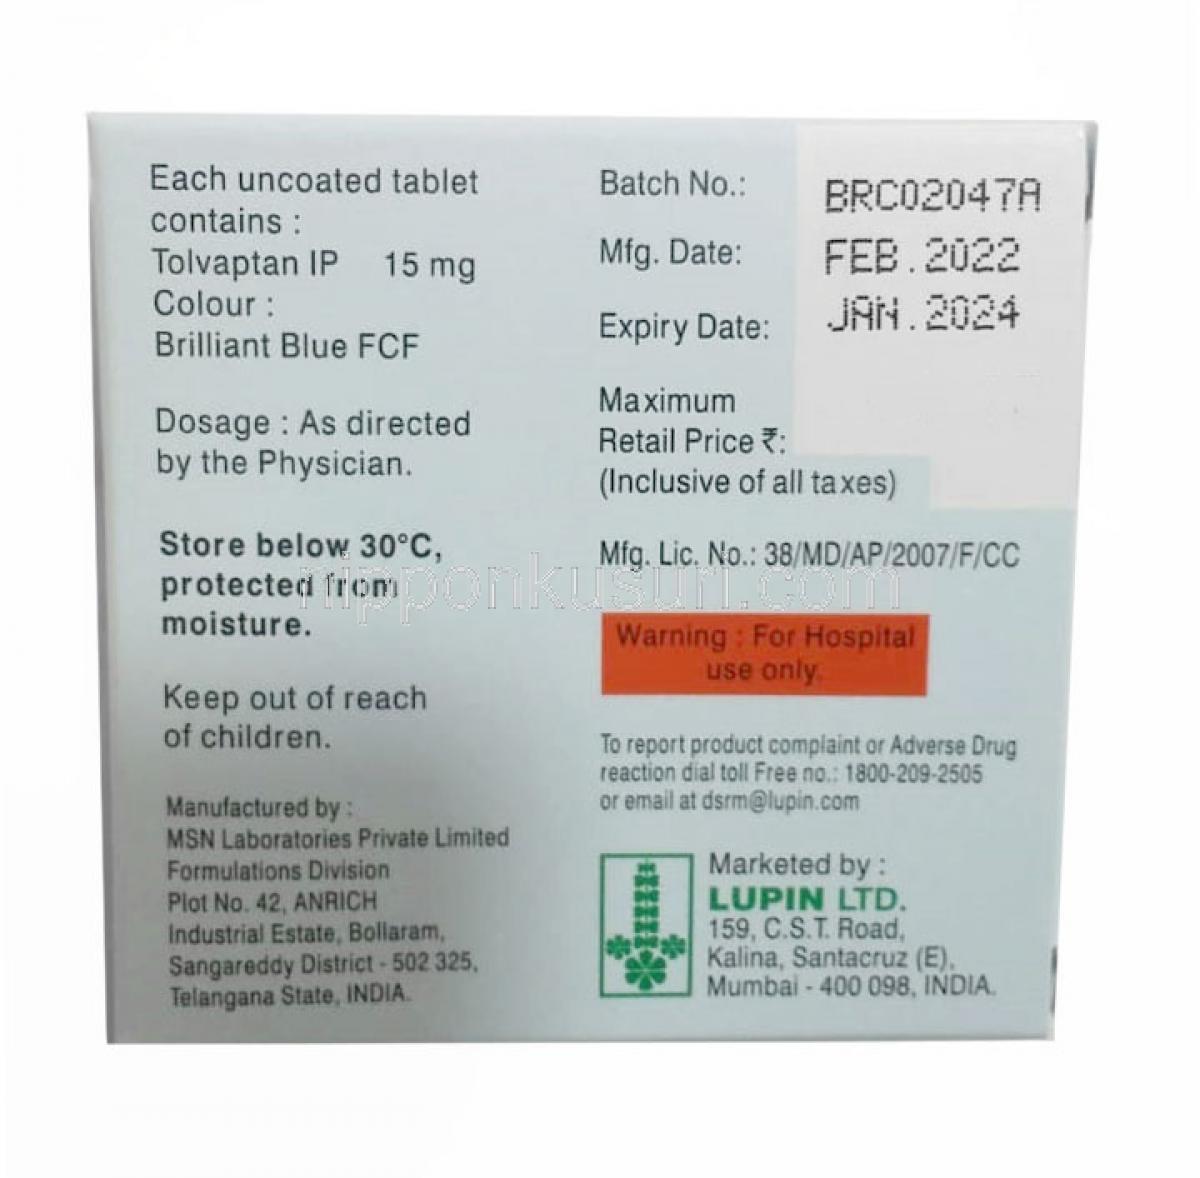 Each uncoated tablet
contains :
Tolvaptan IP 15 mg
Colour :
Brilliant Blue FCF
Dosage : As directed
by the Physician.
Store below 30°C,
protected from
moisture.
Keep out of reach
of children.
Manufactured by :
MSN Laboratories Private Limited
Formulations Division
Plot No. 42, ANRICH
Industrial Estate, Bollaram,
Sangareddy District - 502 325,
Telangana State, INDIA.
Batch No.: BRC02047A
Mfg. Date: FEB.2022
Expiry Date: JAN.2024
Maximum
Retail Price ₹:
(Inclusive of all taxes)
Mfg. Lic. No.: 38/MD/AP/2007/F/CC
nipponkusuri.com
Warning : For Hospital
use only.
To report product complaint or Adverse Drug
reaction dial toll Free no.: 1800-209-2505
or email at dsrm@lupin.com
Marketed by :
LUPIN LTD.
159, C.S.T. Road,
Kalina, Santacruz (E),
Mumbai - 400 098, INDIA.